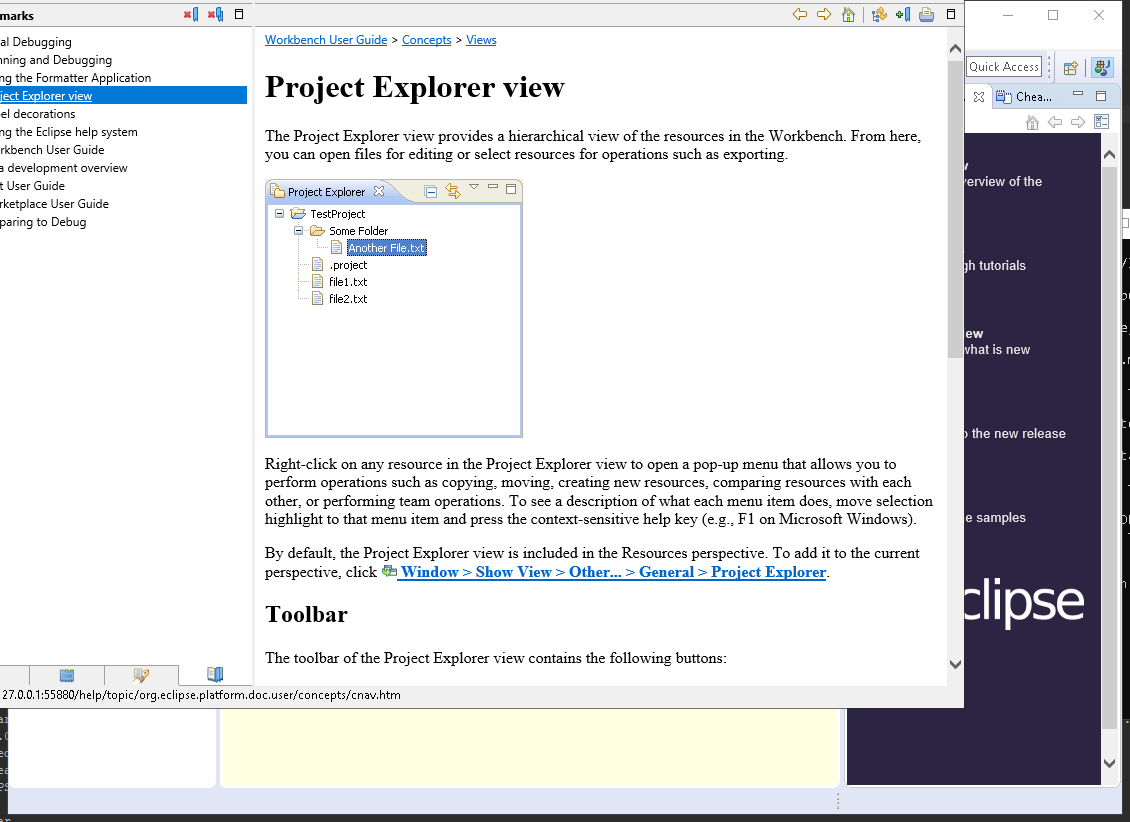 marks
al Debugging
nning and Debugging
ng the Formatter Application
ject Explorer view
el decorations
ng the Eclipse help system
rkbench User Guide
a development overview
t User Guide
rketplace User Guide
paring to Debug
Workbench User Guide > Concepts > Views
Project Explorer view
The Project Explorer view provides a hierarchical view of the resources in the Workbench. From here,
you can open files for editing or select resources for operations such as exporting.
Project Explorer
TestProject
Some Folder
Another File.txt
.project
file1.txt
file2.txt
Right-click on any resource in the Project Explorer view to open a pop-up menu that allows you to
perform operations such as copying, moving, creating new resources, comparing resources with each
other, or performing team operations. To see a description of what each menu item does, move selection
highlight to that menu item and press the context-sensitive help key (e.g., F1 on Microsoft Windows).
By default, the Project Explorer view is included in the Resources perspective. To add it to the current
perspective, click Window > Show View > Other... > General > Project Explorer.
Toolbar
The toolbar of the Project Explorer view contains the following buttons:
27.0.0.1:55880/help/topic/org.eclipse.platform.doc.user/concepts/cnav.htm
Quick Access
Chea...
verview of the
gh tutorials
ew
what is new
o the new release
e samples
clipse